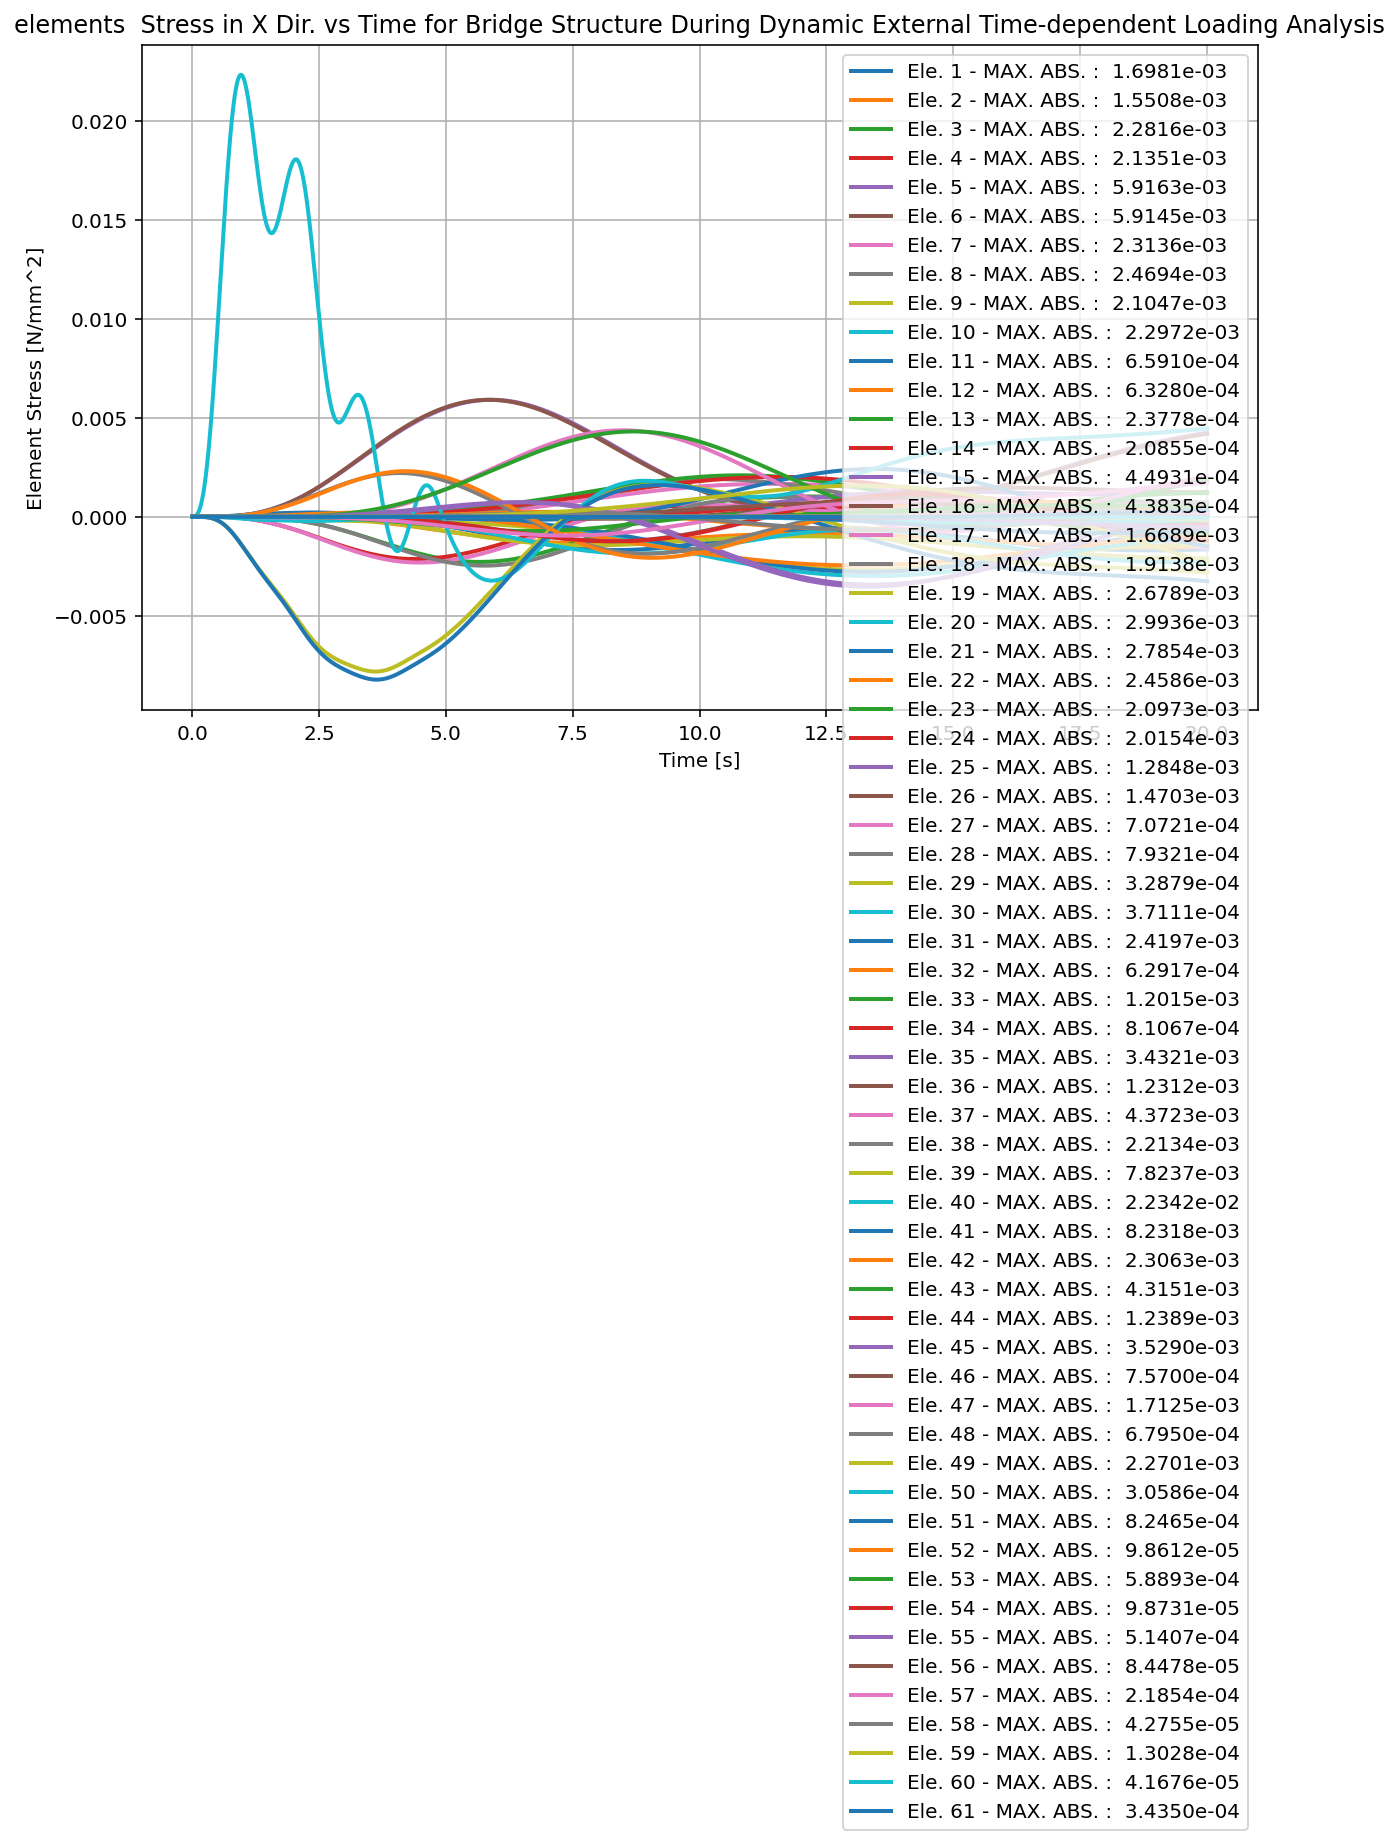 elements  Stress in X Dir. vs Time for Bridge Structure During Dynamic External Time-dependent Loading Analysis
Element Stress [N/mm^2]
0.020
0.015
0.010
0.005
0.000
−0.005
0.0 2.5 5.0 7.5 10.0 12.5 15.0 17.5 20.0
Time [s]
Ele. 1 - MAX. ABS. :  1.6981e-03
Ele. 2 - MAX. ABS. :  1.5508e-03
Ele. 3 - MAX. ABS. :  2.2816e-03
Ele. 4 - MAX. ABS. :  2.1351e-03
Ele. 5 - MAX. ABS. :  5.9163e-03
Ele. 6 - MAX. ABS. :  5.9145e-03
Ele. 7 - MAX. ABS. :  2.3136e-03
Ele. 8 - MAX. ABS. :  2.4694e-03
Ele. 9 - MAX. ABS. :  2.1047e-03
Ele. 10 - MAX. ABS. :  2.2972e-03
Ele. 11 - MAX. ABS. :  6.5910e-04
Ele. 12 - MAX. ABS. :  6.3280e-04
Ele. 13 - MAX. ABS. :  2.3778e-04
Ele. 14 - MAX. ABS. :  2.0855e-04
Ele. 15 - MAX. ABS. :  4.4931e-04
Ele. 16 - MAX. ABS. :  4.3835e-04
Ele. 17 - MAX. ABS. :  1.6689e-03
Ele. 18 - MAX. ABS. :  1.9138e-03
Ele. 19 - MAX. ABS. :  2.6789e-03
Ele. 20 - MAX. ABS. :  2.9936e-03
Ele. 21 - MAX. ABS. :  2.7854e-03
Ele. 22 - MAX. ABS. :  2.4586e-03
Ele. 23 - MAX. ABS. :  2.0973e-03
Ele. 24 - MAX. ABS. :  2.0154e-03
Ele. 25 - MAX. ABS. :  1.2848e-03
Ele. 26 - MAX. ABS. :  1.4703e-03
Ele. 27 - MAX. ABS. :  7.0721e-04
Ele. 28 - MAX. ABS. :  7.9321e-04
Ele. 29 - MAX. ABS. :  3.2879e-04
Ele. 30 - MAX. ABS. :  3.7111e-04
Ele. 31 - MAX. ABS. :  2.4197e-03
Ele. 32 - MAX. ABS. :  6.2917e-04
Ele. 33 - MAX. ABS. :  1.2015e-03
Ele. 34 - MAX. ABS. :  8.1067e-04
Ele. 35 - MAX. ABS. :  3.4321e-03
Ele. 36 - MAX. ABS. :  1.2312e-03
Ele. 37 - MAX. ABS. :  4.3723e-03
Ele. 38 - MAX. ABS. :  2.2134e-03
Ele. 39 - MAX. ABS. :  7.8237e-03
Ele. 40 - MAX. ABS. :  2.2342e-02
Ele. 41 - MAX. ABS. :  8.2318e-03
Ele. 42 - MAX. ABS. :  2.3063e-03
Ele. 43 - MAX. ABS. :  4.3151e-03
Ele. 44 - MAX. ABS. :  1.2389e-03
Ele. 45 - MAX. ABS. :  3.5290e-03
Ele. 46 - MAX. ABS. :  7.5700e-04
Ele. 47 - MAX. ABS. :  1.7125e-03
Ele. 48 - MAX. ABS. :  6.7950e-04
Ele. 49 - MAX. ABS. :  2.2701e-03
Ele. 50 - MAX. ABS. :  3.0586e-04
Ele. 51 - MAX. ABS. :  8.2465e-04
Ele. 52 - MAX. ABS. :  9.8612e-05
Ele. 53 - MAX. ABS. :  5.8893e-04
Ele. 54 - MAX. ABS. :  9.8731e-05
Ele. 55 - MAX. ABS. :  5.1407e-04
Ele. 56 - MAX. ABS. :  8.4478e-05
Ele. 57 - MAX. ABS. :  2.1854e-04
Ele. 58 - MAX. ABS. :  4.2755e-05
Ele. 59 - MAX. ABS. :  1.3028e-04
Ele. 60 - MAX. ABS. :  4.1676e-05
Ele. 61 - MAX. ABS. :  3.4350e-04